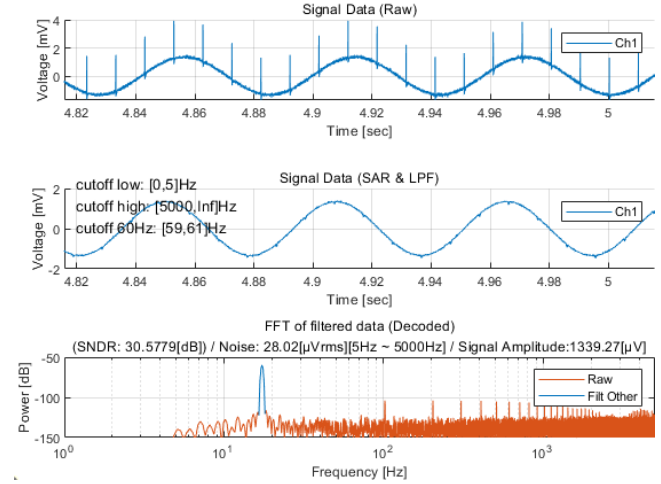 Signal Data (Raw)
Voltage [mV]
4
2
0
Ch1
4.82 4.84 4.86 4.88 4.9 4.92 4.94 4.96 4.98 5
Time [sec]
Signal Data (SAR & LPF)
cutoff low: [0,5]Hz
cutoff high: [5000,Inf]Hz
cutoff 60Hz: [59,61]Hz
Voltage [mV]
2
0
-2
Ch1
4.82 4.84 4.86 4.88 4.9 4.92 4.94 4.96 4.98 5
Time [sec]
FFT of filtered data (Decoded)
(SNDR: 30.5779[dB]) / Noise: 28.02[µVrms][5Hz ~ 5000Hz] / Signal Amplitude:1339.27[µV]
Power [dB]
-50
-100
-150
Raw
Filt Other
10^0 10^1 10^2 10^3
Frequency [Hz]